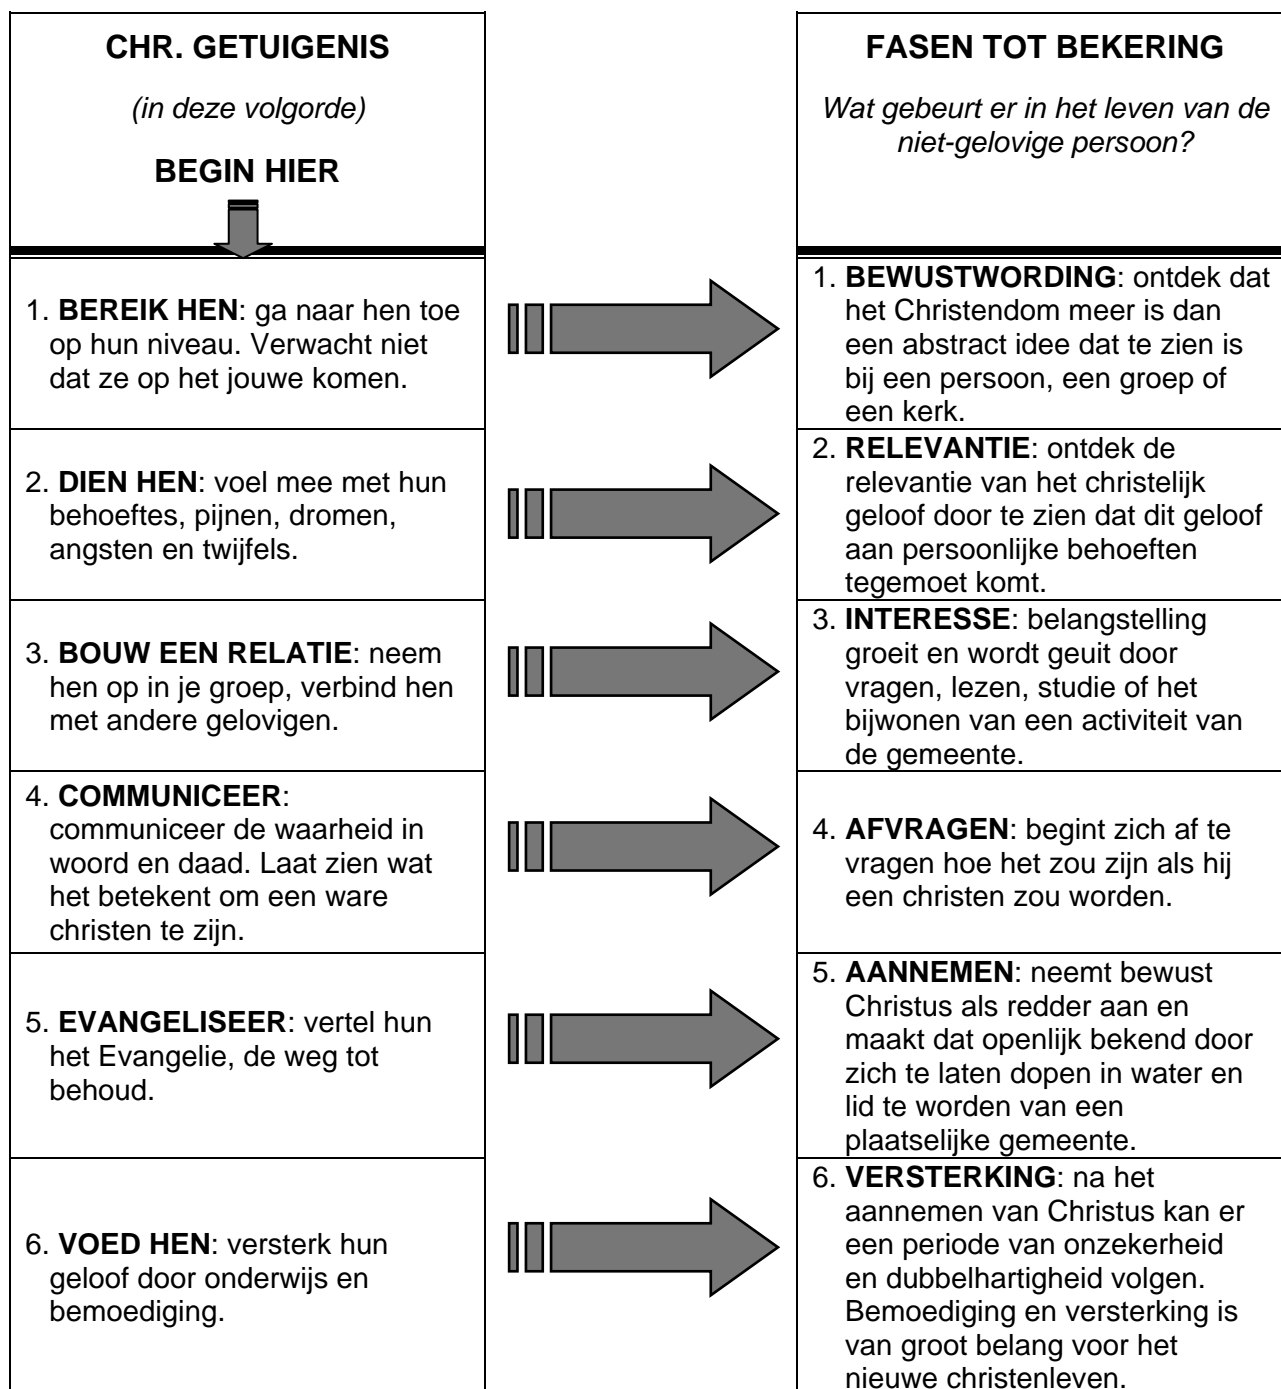 CHR. GETUIGENIS
(in deze volgorde)
BEGIN HIER
FASEN TOT BEKERING
Wat gebeurt er in het leven van de
niet-gelovige persoon?
1. BEREIK HEN: ga naar hen toe
op hun niveau. Verwacht niet
dat ze op het jouwe komen.
1. BEWUSTWORDING: ontdek dat
het Christendom meer is dan
een abstract idee dat te zien is
bij een persoon, een groep of
een kerk.
2. DIEN HEN: voel mee met hun
behoeftes, pijnen, dromen,
angsten en twijfels.
2. RELEVANTIE: ontdek de
relevantie van het christelijk
geloof door te zien dat dit geloof
aan persoonlijke behoeften
tegemoet komt.
3. BOUW EEN RELATIE: neem
hen op in je groep, verbind hen
met andere gelovigen.
3. INTERESSE: belangstelling
groeit en wordt geuit door
vragen, lezen, studie of het
bijwonen van een activiteit van
de gemeente.
4. COMMUNICEER:
communiceer de waarheid in
woord en daad. Laat zien wat
het betekent om een ware
christen te zijn.
4. AFVRAGEN: begint zich af te
vragen hoe het zou zijn als hij
een christen zou worden.
5. EVANGELISEER: vertel hun
het Evangelie, de weg tot
behoud.
5. AANNEMEN: neemt bewust
Christus als redder aan en
maakt dat openlijk bekend door
zich te laten dopen in water en
lid te worden van een
plaatselijke gemeente.
6. VOED HEN: versterk hun
geloof door onderwijs en
bemoediging.
6. VERSTERKING: na het
aannemen van Christus kan er
een periode van onzekerheid
en dubbelhartigheid volgen.
Bemoediging en versterking is
van groot belang voor het
nieuwe christenleven.